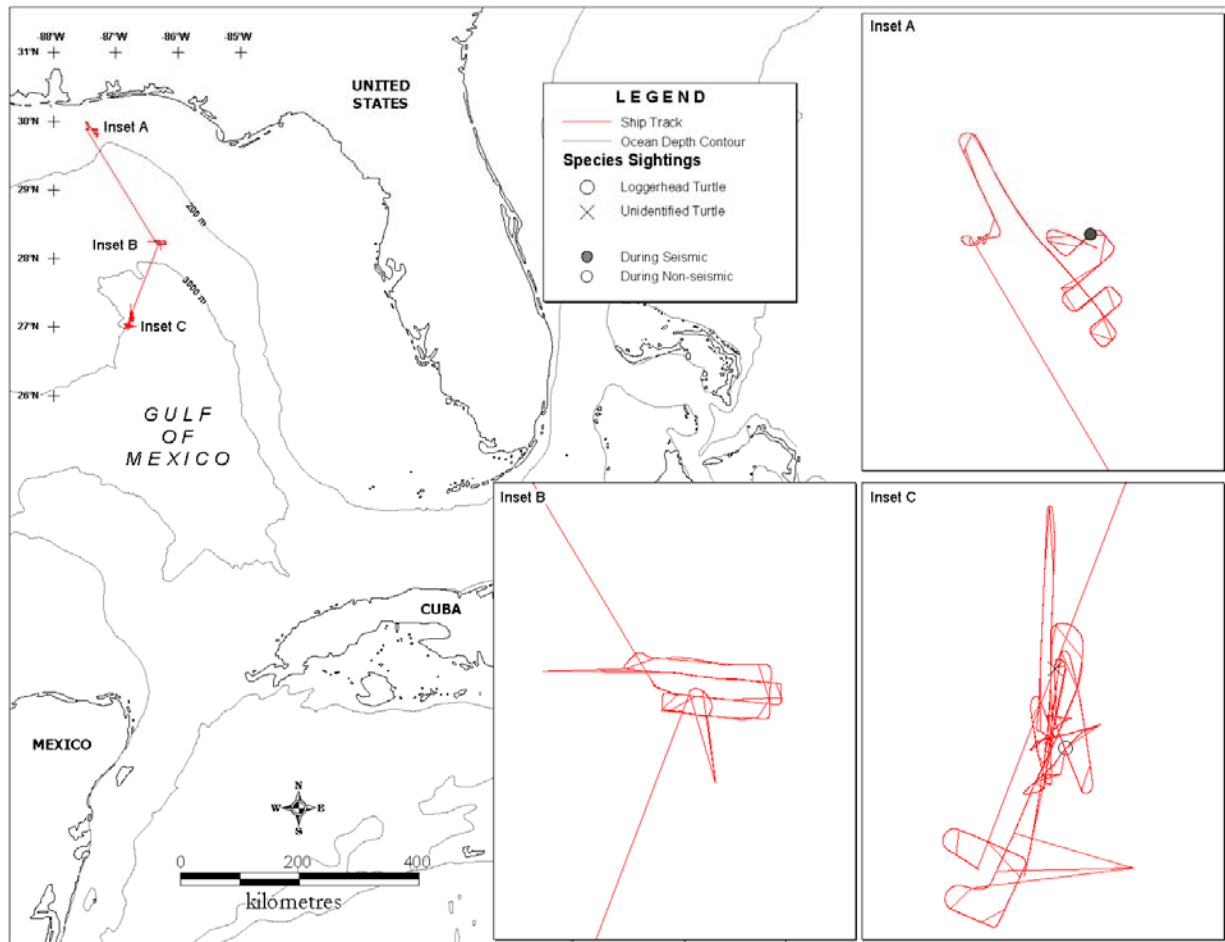 -88° -87° -86° -85°
31°N
30°N
29°N
28°N
27°N
26°N
Inset A
Inset B
Inset C
200 m
3000 m
UNITED
STATES
GULF
OF
MEXICO
CUBA
MEXICO
N
W E
S
0 200 400
kilometres
LEGEND
Ship Track
Ocean Depth Contour
Species Sightings
Loggerhead Turtle
Unidentified Turtle
During Seismic
During Non-seismic
Inset A
Inset B
Inset C